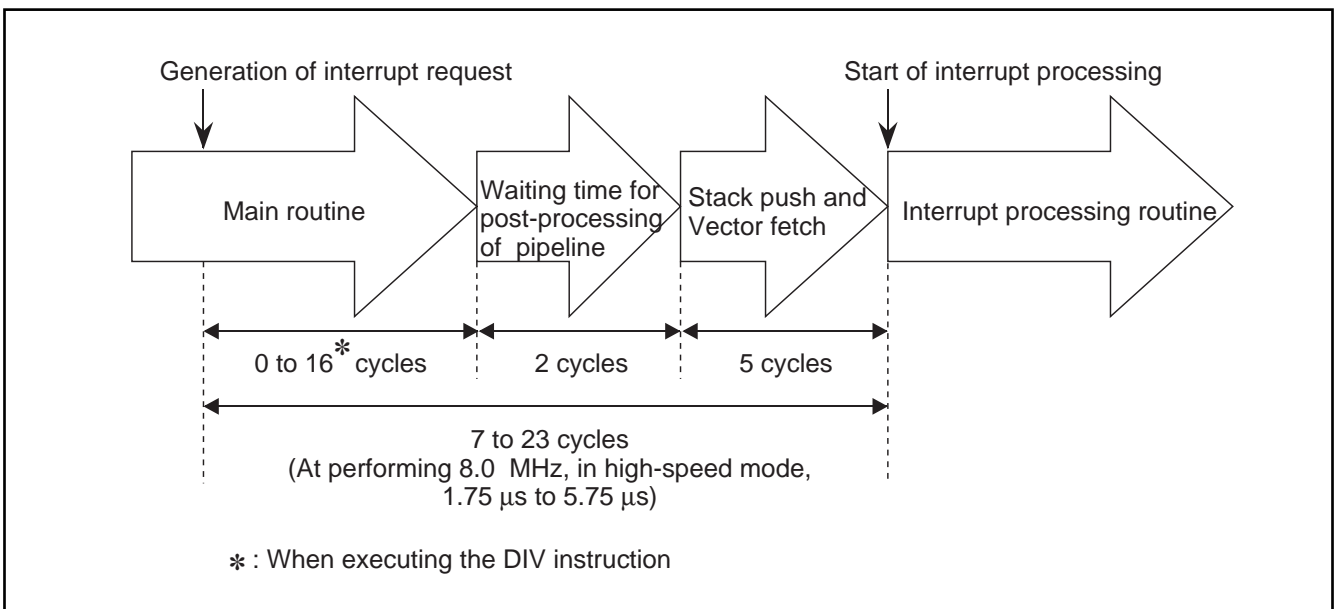 Generation of interrupt request
Start of interrupt processing
Main routine
Waiting time for
post-processing
of pipeline
Stack push and
Vector fetch
Interrupt processing routine
0 to 16* cycles
2 cycles
5 cycles
7 to 23 cycles
(At performing 8.0 MHz, in high-speed mode,
1.75 μs to 5.75 μs)
* : When executing the DIV instruction